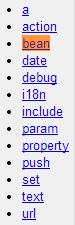 a
action
bean
date
debug
i18n
include
param
property
push
set
text
url